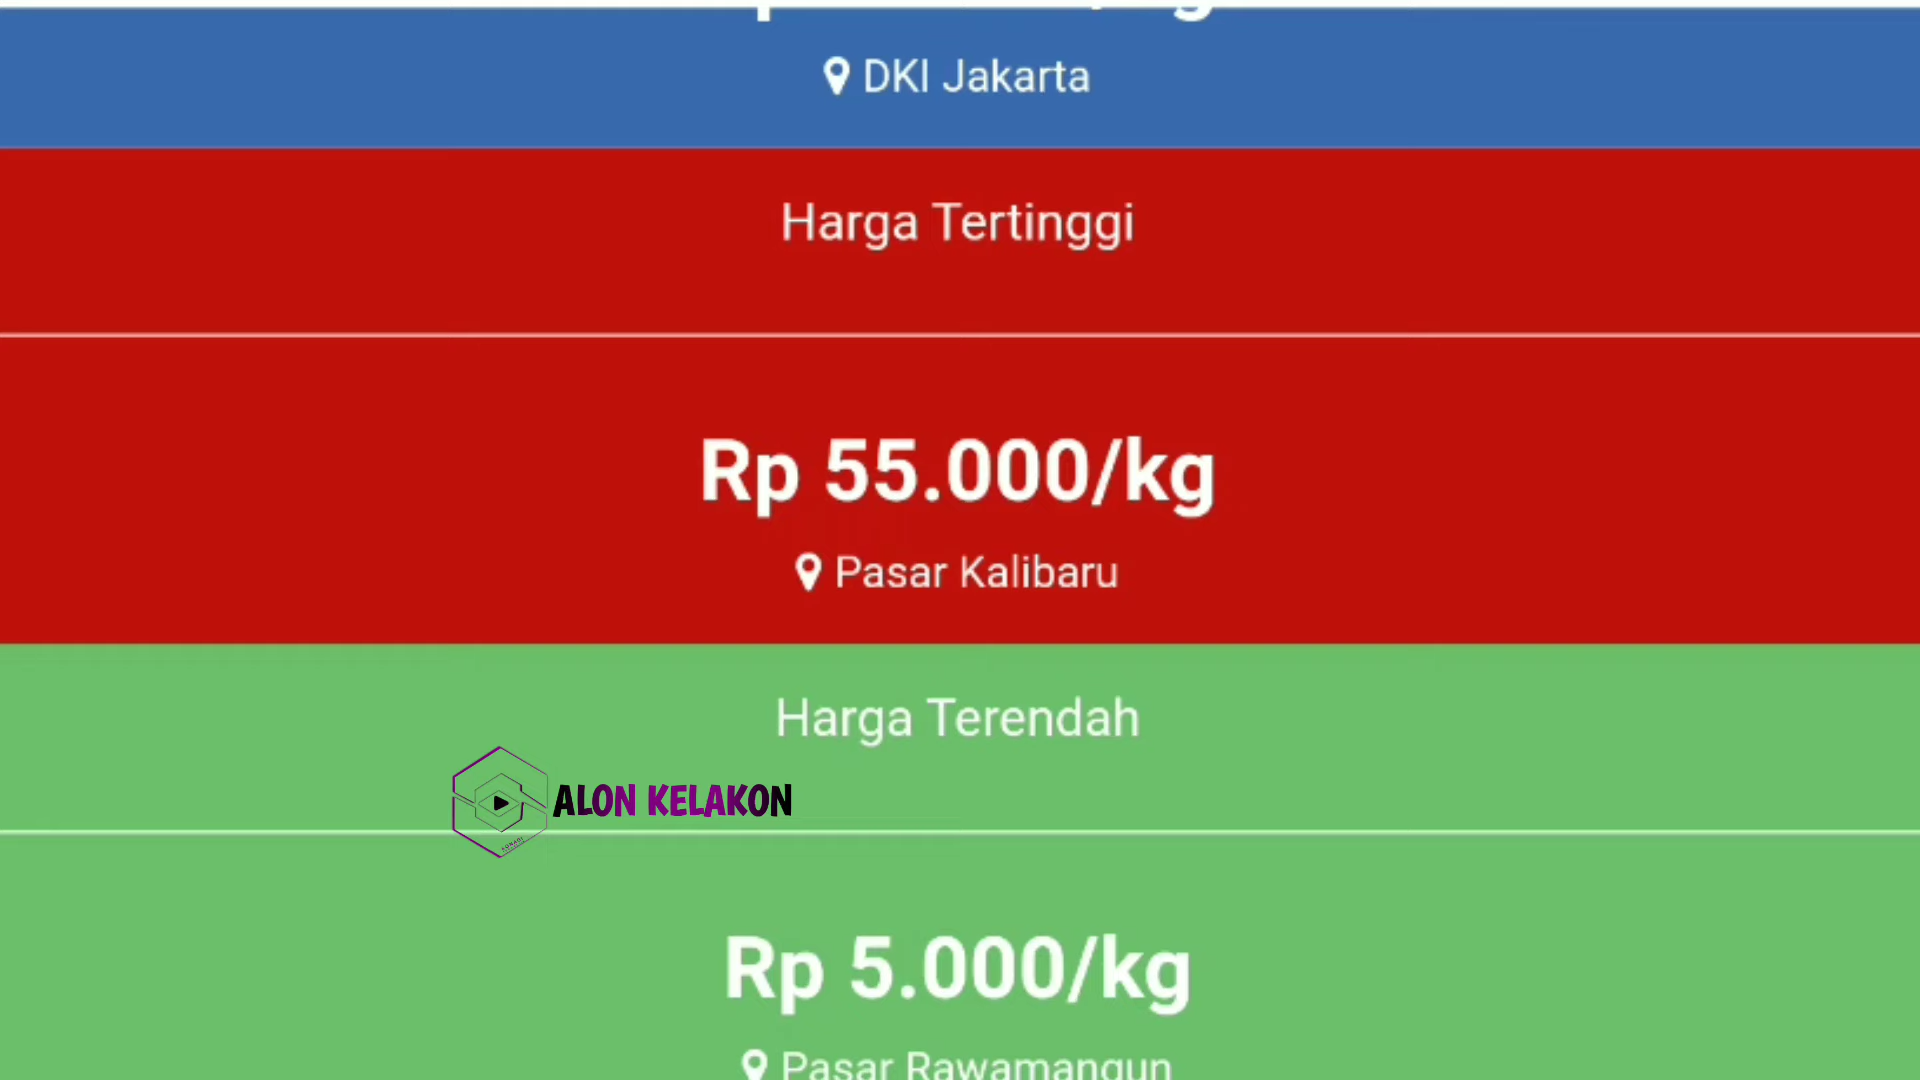 DKI Jakarta
Harga Tertinggi
Rp 55.000/kg
Pasar Kalibaru
Harga Terendah
ALON KELAKON
Rp 5.000/kg
Pasar Rawamangun